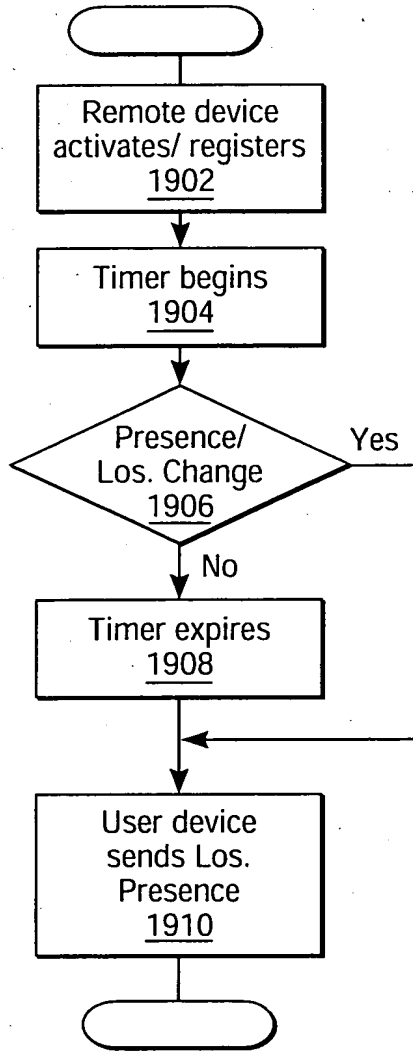 Remote device
activates/ registers
1902
Timer begins
1904
Presence/
Los. Change
1906
Yes
No
Timer expires
1908
User device
sends Los.
Presence
1910